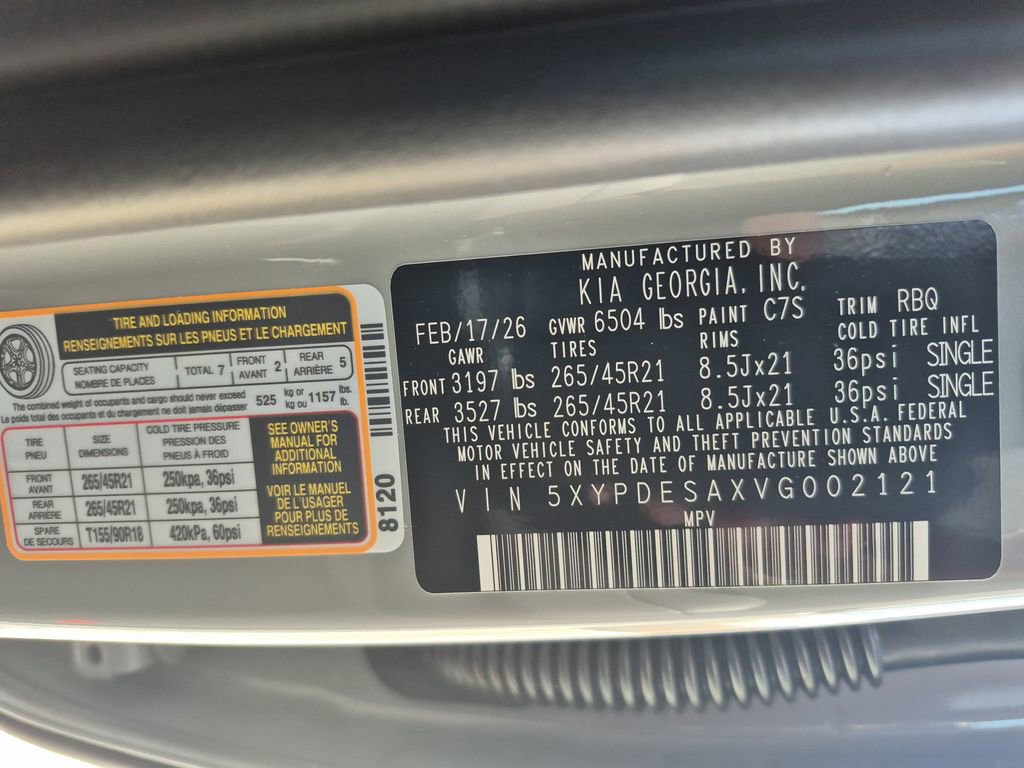 TIRE AND LOADING INFORMATION
RENSEIGNEMENTS SUR LES PNEUS ET LE CHARGEMENT
SEATING CAPACITY
NOMBRE DE PLACES
TOTAL 7
FRONT
AVANT 2
REAR
ARRIÈRE 5
The combined weight of occupants and cargo should never exceed
Le poids total des occupants et du chargement ne doit jamais dépasser
525 kg or kg ou 1157 lbs. lb.
TIRE
PNEU
SIZE
DIMENSIONS
COLD TIRE PRESSURE
PRESSION DES
PNEUS À FROID
FRONT
AVANT
265/45R21
250kpa, 36psi
REAR
ARRIÈRE
265/45R21
250kpa, 36psi
SPARE
DE SECOURS
T155/90R18
420kPa, 60psi
SEE OWNER'S
MANUAL FOR
ADDITIONAL
INFORMATION
VOIR LE MANUEL
DE L'USAGER
POUR PLUS DE
RENSEIGNEMENTS
8120
MANUFACTURED BY
KIA GEORGIA, INC.
FEB/17/26 GVWR 6504 lbs PAINT C7S TRIM RBQ
GAWR TIRES RIMS COLD TIRE INFL
FRONT 3197 lbs 265/45R21 8.5Jx21 36psi SINGLE
REAR 3527 lbs 265/45R21 8.5Jx21 36psi SINGLE
THIS VEHICLE CONFORMS TO ALL APPLICABLE U.S.A. FEDERAL
MOTOR VEHICLE SAFETY AND THEFT PREVENTION STANDARDS
IN EFFECT ON THE DATE OF MANUFACTURE SHOWN ABOVE
VIN 5XYPDESAXVG002121
MPV